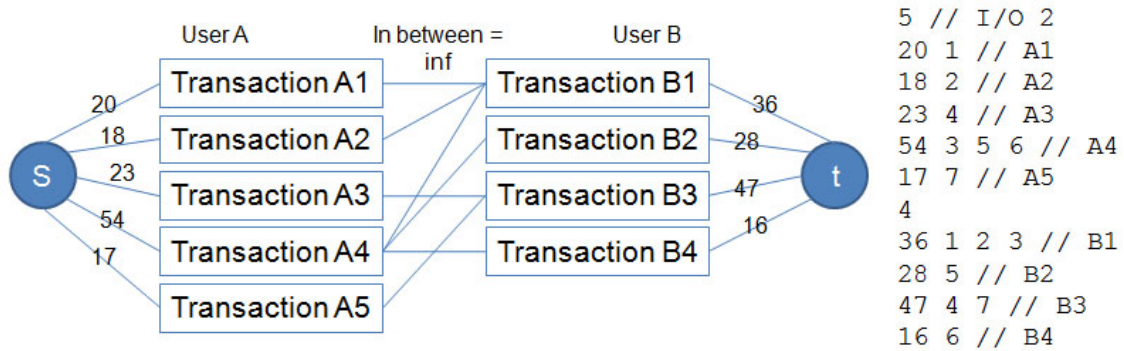 User A
In between =
inf
User B
Transaction A1
Transaction A2
Transaction A3
Transaction A4
Transaction A5
Transaction B1
Transaction B2
Transaction B3
Transaction B4
S
t
20
18
23
54
17
36
28
47
16
5 // I/O 2
20 1 // A1
18 2 // A2
23 4 // A3
54 3 5 6 // A4
17 7 // A5
4
36 1 2 3 // B1
28 5 // B2
47 4 7 // B3
16 6 // B4